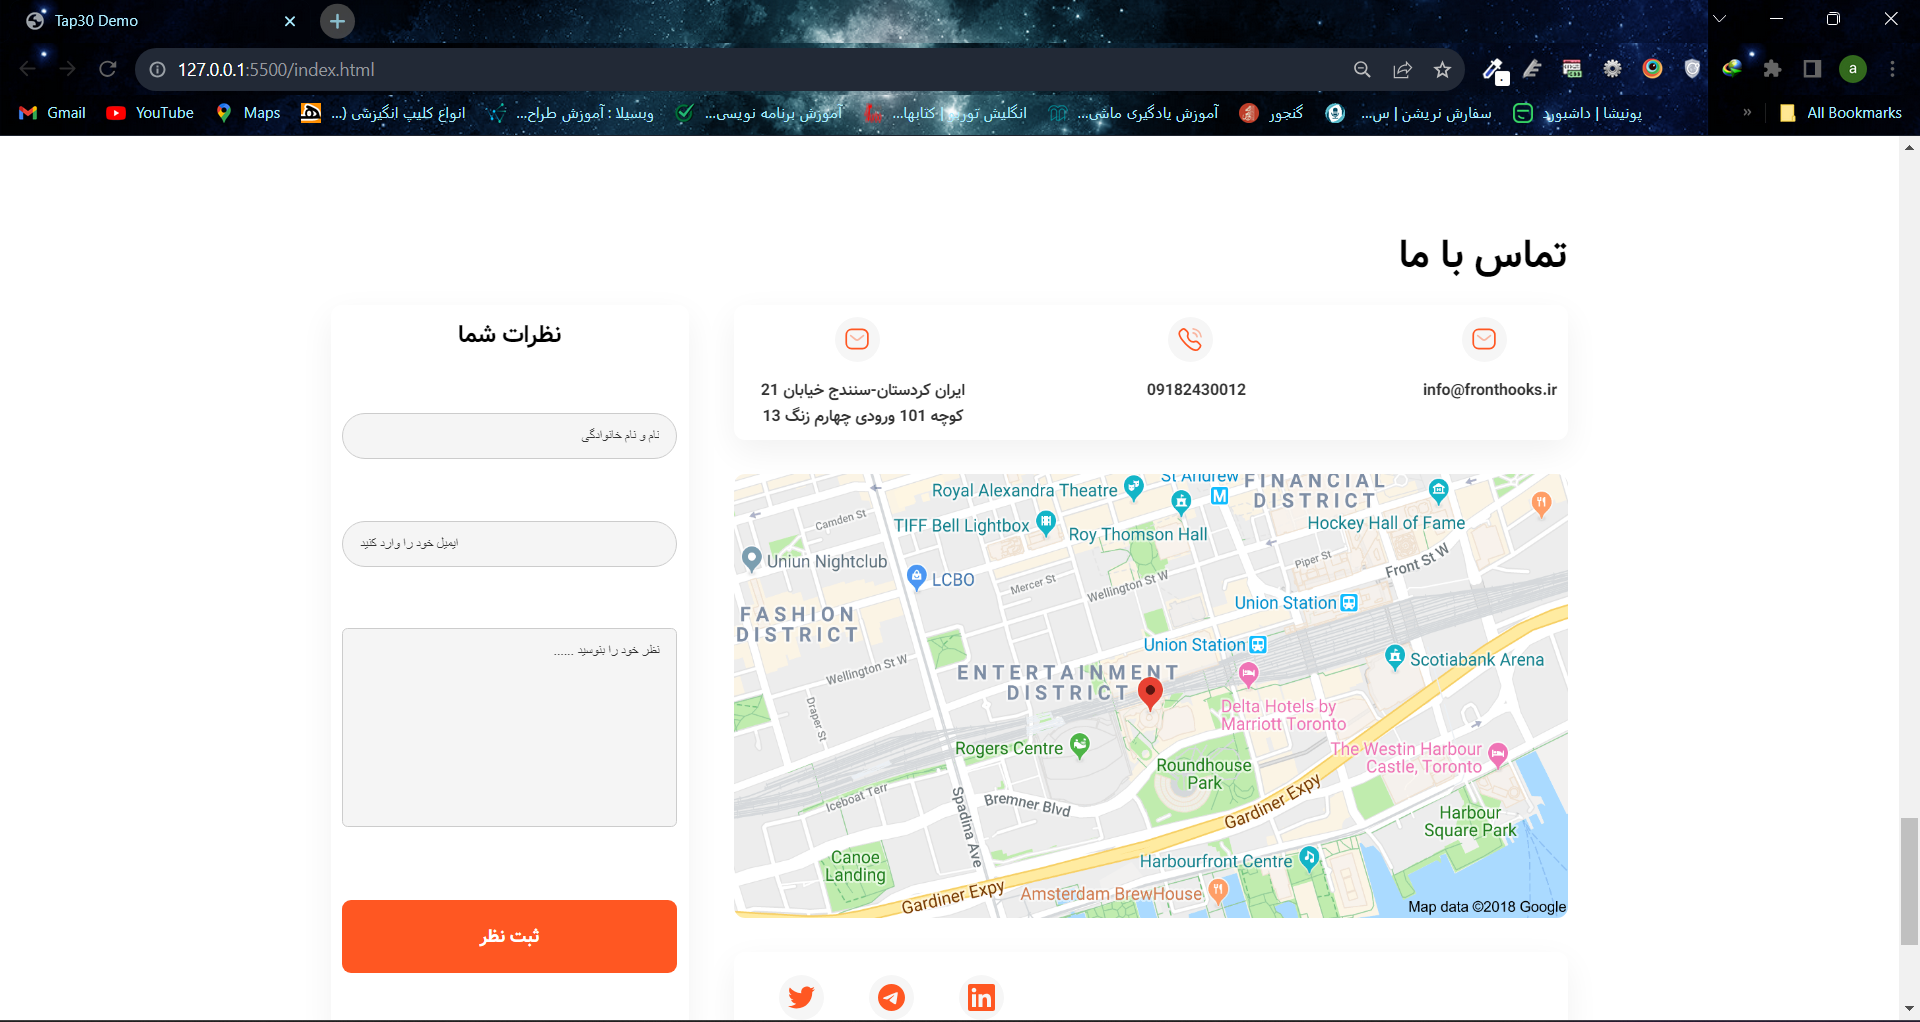 Tap30 Demo
127.0.0.1:5500/index.html
Gmail
YouTube
Maps
انواع کلیپ انگیزشی (...
وبسیلا : آموزش طراح...
آموزش برنامه نویسی...
انگلیش تورم | کتابها...
آموزش یادگیری ماشی...
گنجور
سفارش نریشن | س...
پونیشا | داشبورد
»
All Bookmarks
a
تماس با ما
info@fronthooks.ir
09182430012
ایران کردستان-سنندج خیابان 21
کوچه 101 ورودی چهارم زنگ 13
نظرات شما
نام و نام خانوادگی
ایمیل خود را وارد کنید
نظر خود را بنوسید ......
ثبت نظر
St Andrew
M
FINANCIAL
DISTRICT
Royal Alexandra Theatre
Camden St
TIFF Bell Lightbox
Roy Thomson Hall
Hockey Hall of Fame
Uniun Nightclub
LCBO
Mercer St
Wellington St W
Piper St
Front St W
Union Station
FASHION
DISTRICT
Union Station
Scotiabank Arena
Wellington St W
ENTERTAINMENT
DISTRICT
Draper St
Delta Hotels by
Marriott Toronto
Rogers Centre
Roundhouse
Park
The Westin Harbour
Castle, Toronto
Iceboat Terr
Bremner Blvd
Spadina Ave
Gardiner Expy
Harbour
Square Park
Canoe
Landing
Harbourfront Centre
Gardiner Expy
Amsterdam BrewHouse
Map data ©2018 Google
in